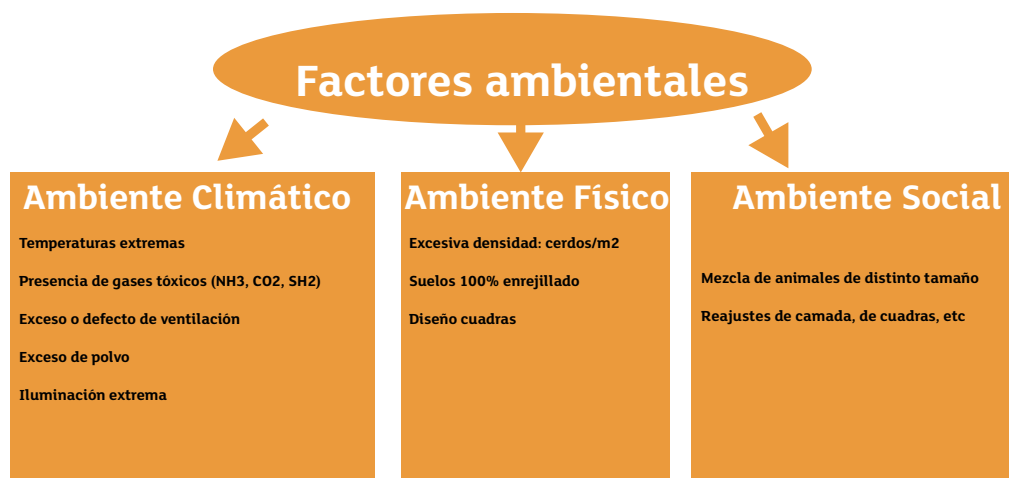 Factores ambientales
Ambiente Climático
Temperaturas extremas
Presencia de gases tóxicos (NH3, CO2, SH2)
Exceso o defecto de ventilación
Exceso de polvo
Iluminación extrema
Ambiente Físico
Excesiva densidad: cerdos/m2
Suelos 100% enrejillado
Diseño cuadras
Ambiente Social
Mezcla de animales de distinto tamaño
Reajustes de camada, de cuadras, etc